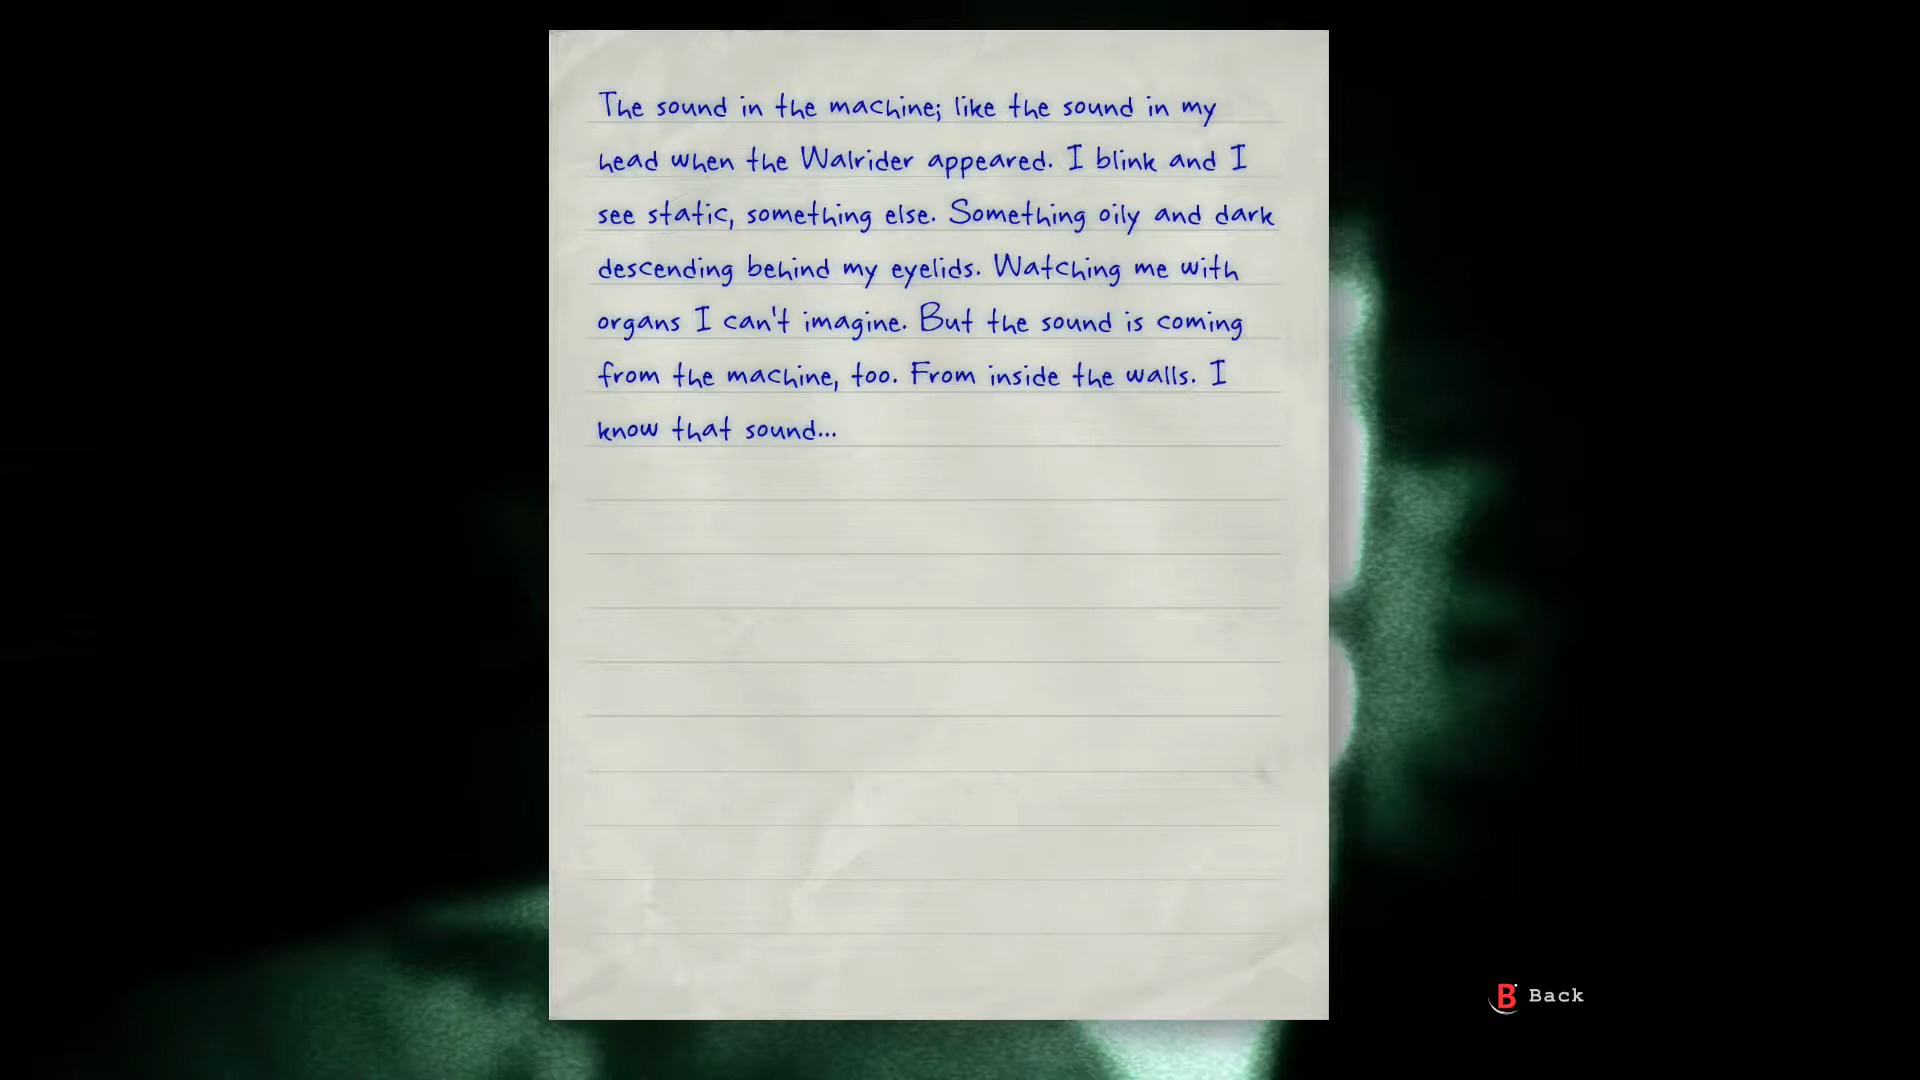 The sound in the machine; like the sound in my
head when the Walrider appeared. I blink and I
see static, something else. Something oily and dark
descending behind my eyelids. Watching me with
organs I can't imagine. But the sound is coming
from the machine, too. From inside the walls. I
know that sound...
B Back